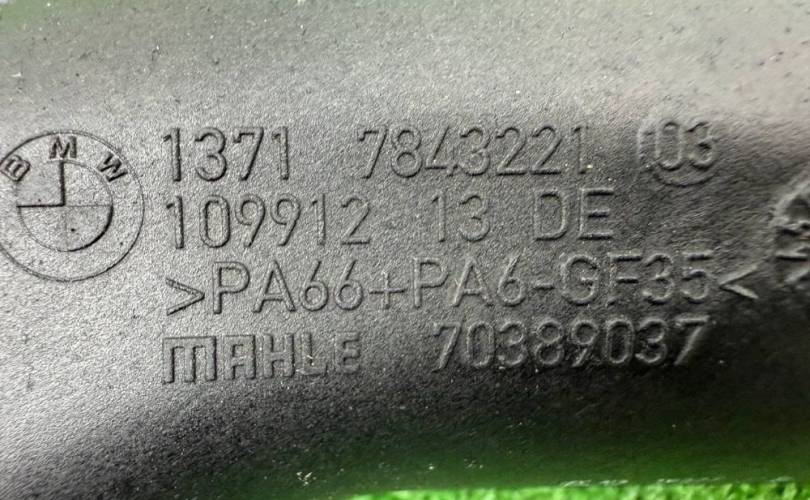 BMW
1371 7843221 03
109912 13 DE
>PA66+PA6-GF35<
MAHLE 70389037